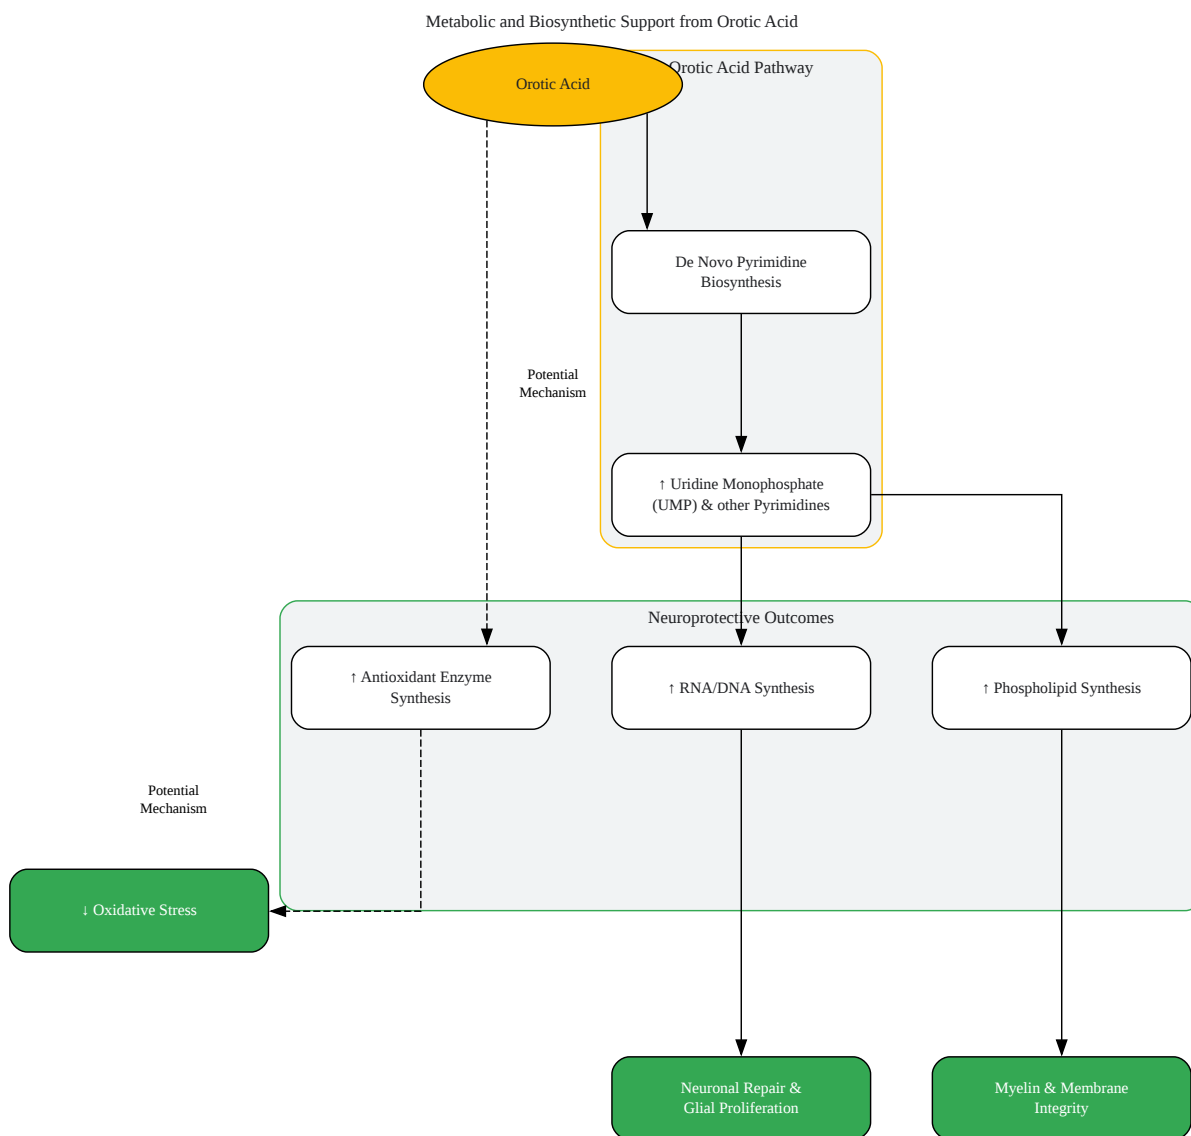 Metabolic and Biosynthetic Support from Orotic Acid
Orotic Acid
Orotic Acid Pathway
De Novo Pyrimidine
Biosynthesis
Potential
Mechanism
↑ Uridine Monophosphate
(UMP) & other Pyrimidines
Neuroprotective Outcomes
↑ Antioxidant Enzyme
Synthesis
↑ RNA/DNA Synthesis
↑ Phospholipid Synthesis
Potential
Mechanism
↓ Oxidative Stress
Neuronal Repair &
Glial Proliferation
Myelin & Membrane
Integrity